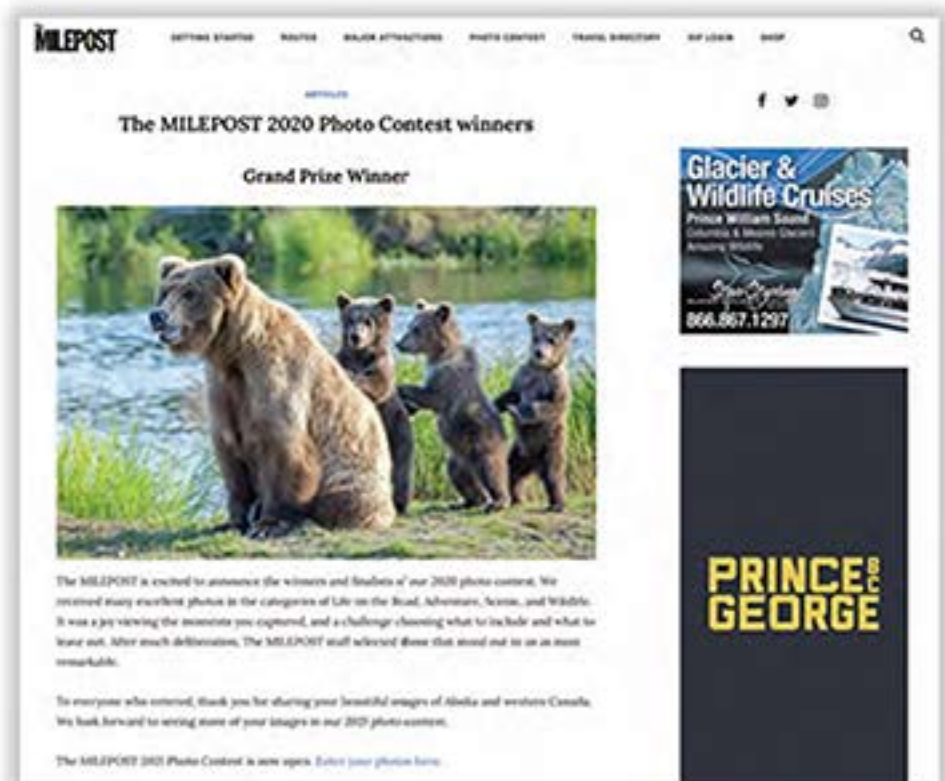 The MILEPOST
GETTING STARTED ROUTES MAJOR ATTRACTIONS PHOTO CONTEST TRAVEL DIRECTORY VIP LOGIN SHOP
ARTICLES
The MILEPOST 2020 Photo Contest winners
Grand Prize Winner
The MILEPOST is excited to announce the winners and finalists of our 2020 photo contest. We
received many excellent photos in the categories of Life on the Road, Adventure, Scenic, and Wildlife.
It was a joy viewing the moments you captured, and a challenge choosing what to include and what to
leave out. After much deliberation, The MILEPOST staff selected those that stood out to us as most
remarkable.
To everyone who entered, thank you for sharing your beautiful images of Alaska and western Canada.
We look forward to seeing more of your images in our 2021 photo contest.
The MILEPOST 2021 Photo Contest is now open. Enter your photos here.
Glacier &
Wildlife Cruises
Prince William Sound
Columbia & Meares Glaciers
Amazing Wildlife
866.867.1297
PRINCE BC
GEORGE